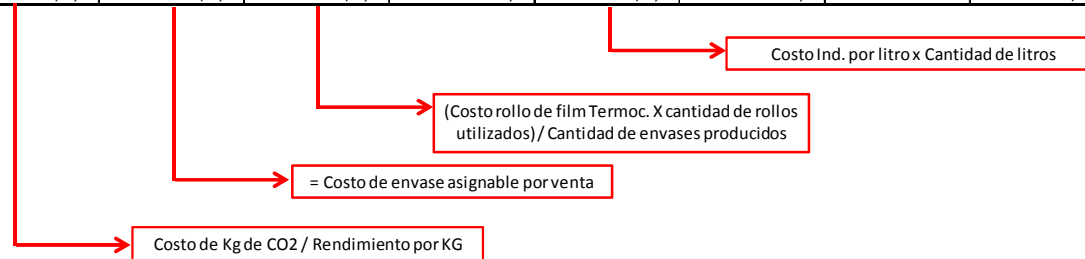 Costo Ind. por litro x Cantidad de litros
(Costo rollo de film Termoc. X cantidad de rollos
utilizados) / Cantidad de envases producidos
= Costo de envase asignable por venta
Costo de Kg de CO2 / Rendimiento por KG